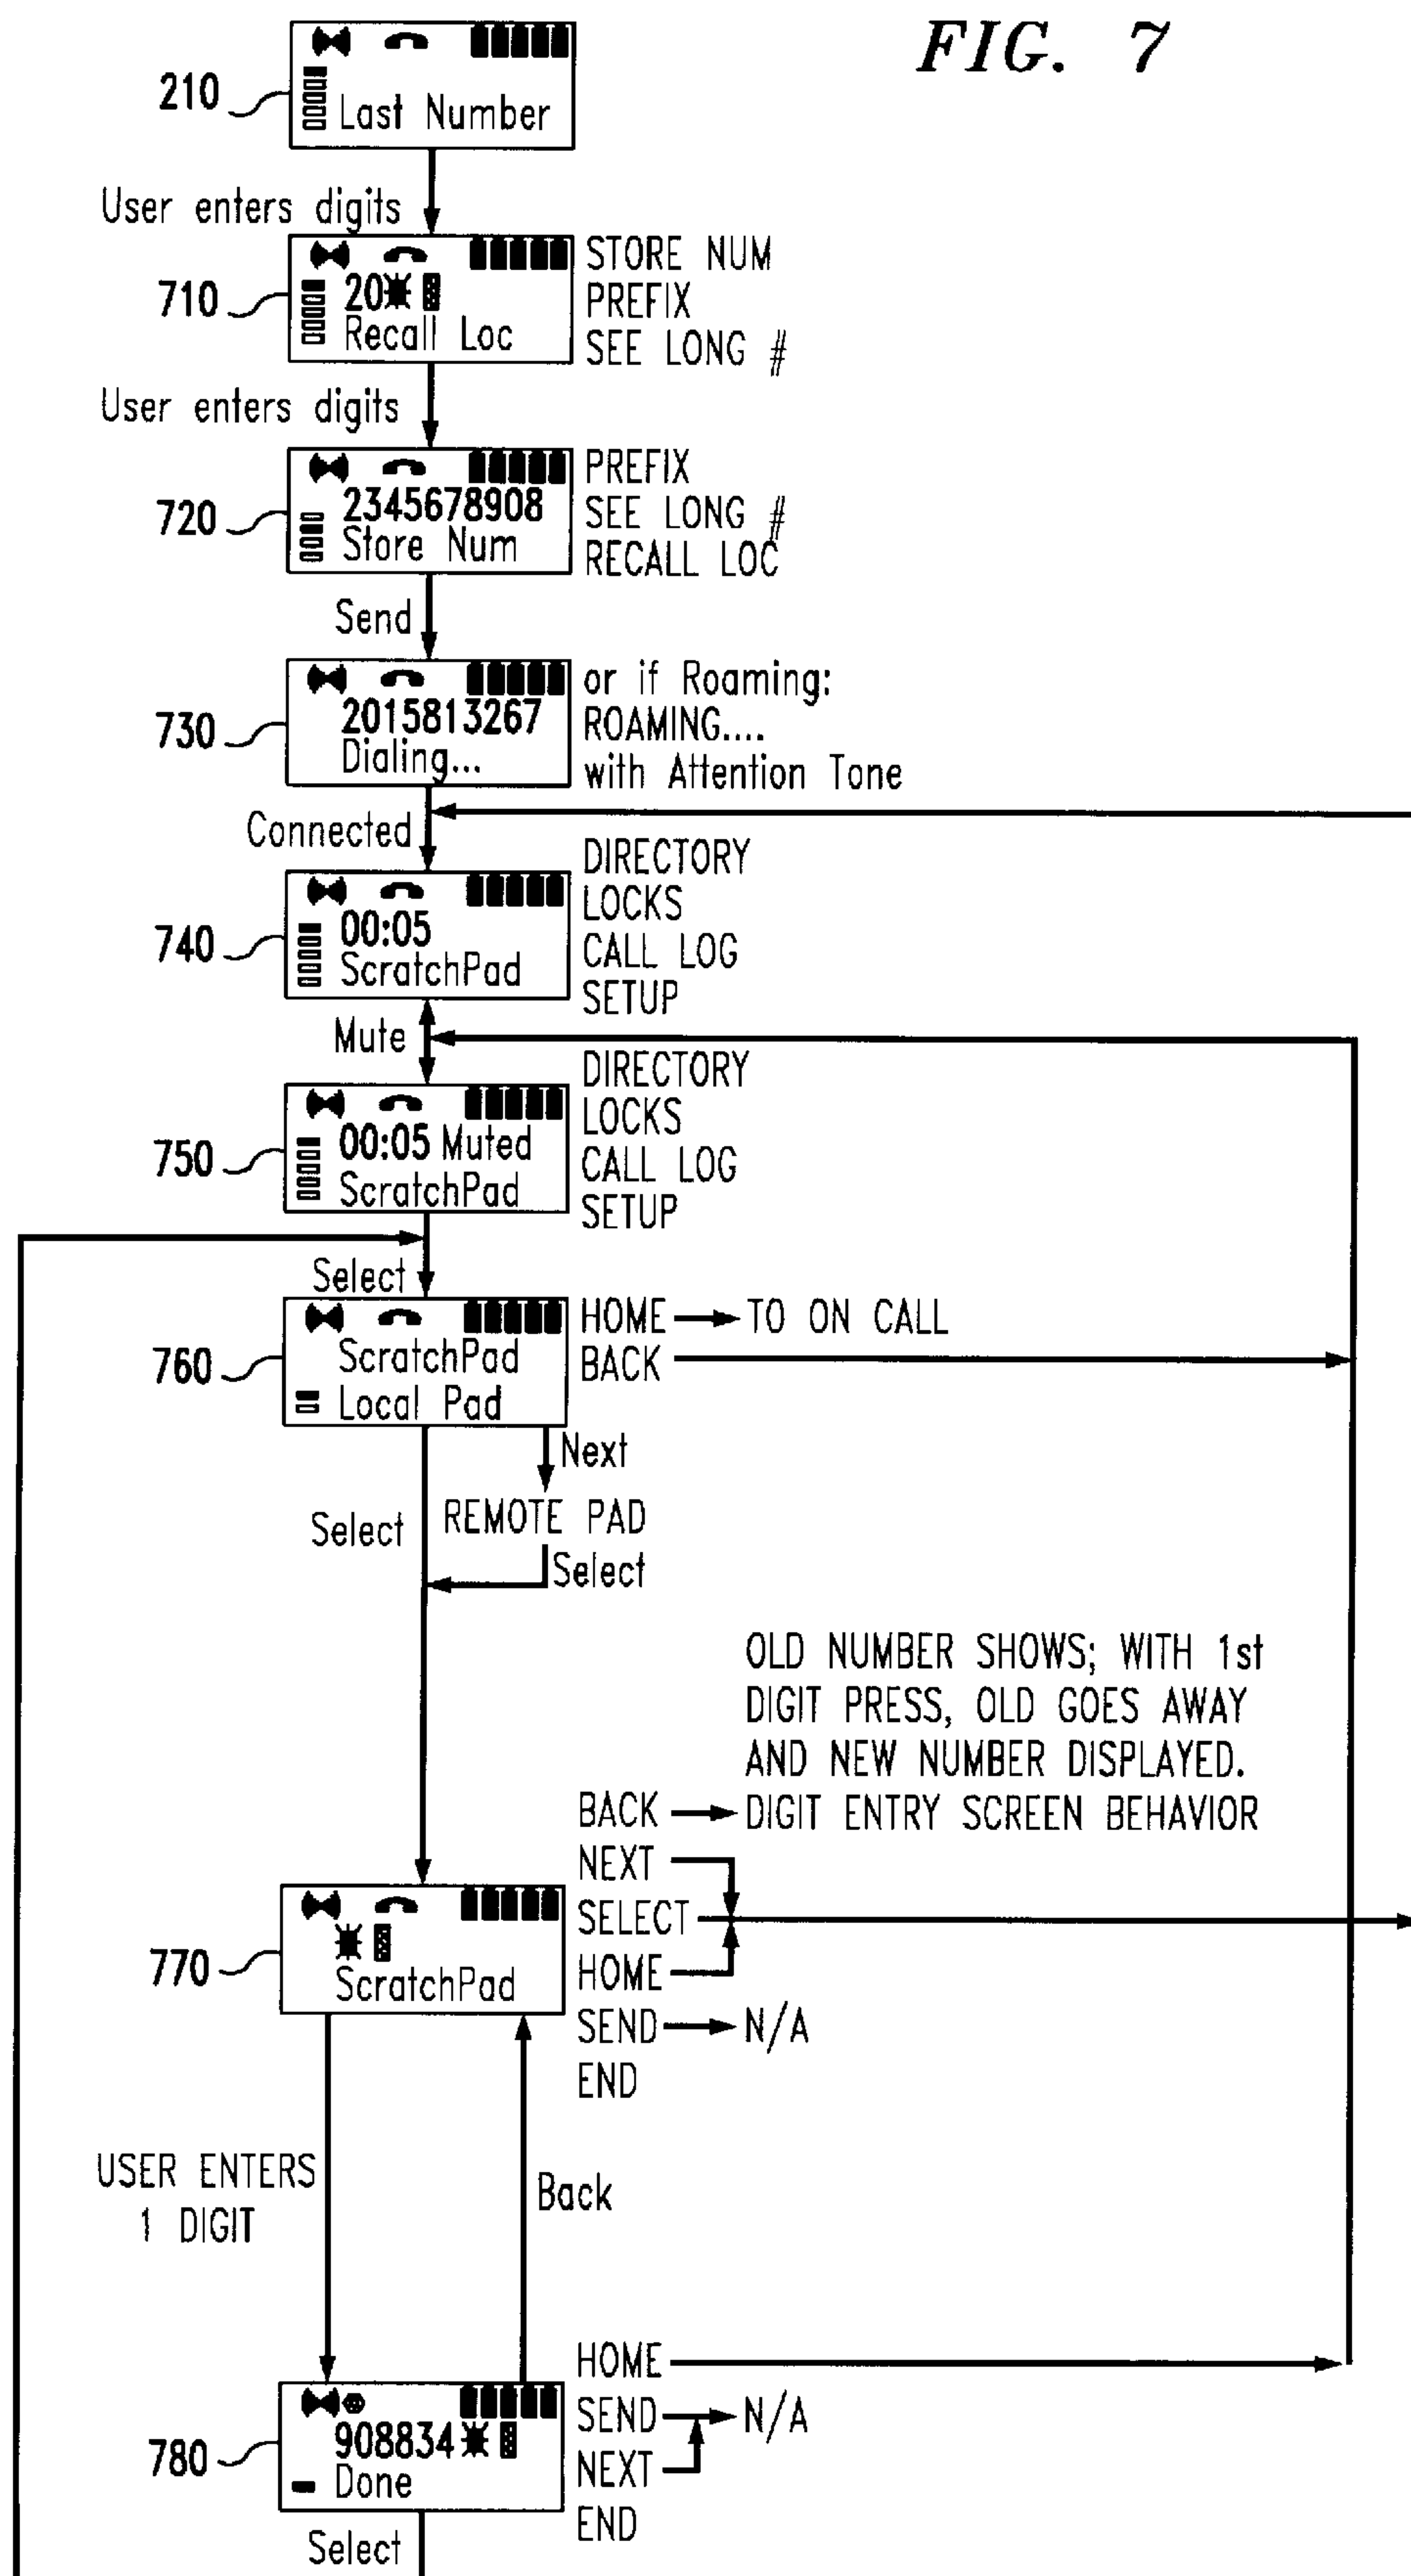 FIG. 7
210
Last Number
User enters digits
710
20
Recall Loc
STORE NUM
PREFIX
SEE LONG #
User enters digits
720
2345678908
Store Num
PREFIX
SEE LONG #
RECALL LOC
Send
730
2015813267
Dialing...
or if Roaming:
ROAMING....
with Attention Tone
Connected
740
00:05
ScratchPad
DIRECTORY
LOCKS
CALL LOG
SETUP
Mute
750
00:05 Muted
ScratchPad
DIRECTORY
LOCKS
CALL LOG
SETUP
Select
760
ScratchPad
Local Pad
HOME
TO ON CALL
BACK
Next
Select
REMOTE PAD
Select
OLD NUMBER SHOWS; WITH 1st
DIGIT PRESS, OLD GOES AWAY
AND NEW NUMBER DISPLAYED.
BACK
DIGIT ENTRY SCREEN BEHAVIOR
NEXT
SELECT
HOME
SEND
N/A
END
770
ScratchPad
USER ENTERS
1 DIGIT
Back
780
908834
Done
HOME
SEND
N/A
NEXT
END
Select